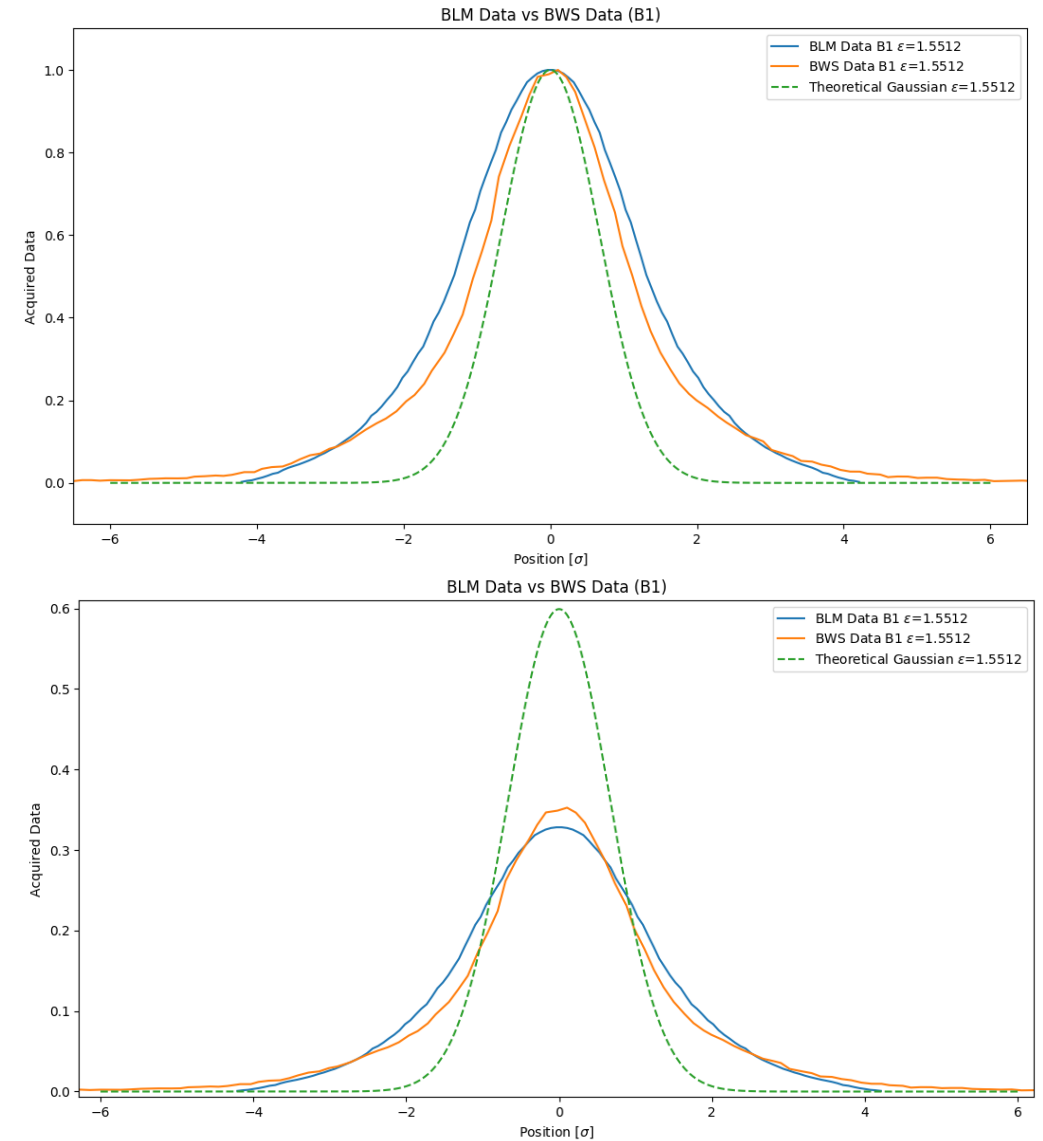 BLM Data vs BWS Data (B1)
BLM Data B1 ε=1.5512
BWS Data B1 ε=1.5512
Theoretical Gaussian ε=1.5512
Acquired Data
1.0
0.8
0.6
0.4
0.2
0.0
−6 −4 −2 0 2 4 6
Position [σ]
BLM Data vs BWS Data (B1)
BLM Data B1 ε=1.5512
BWS Data B1 ε=1.5512
Theoretical Gaussian ε=1.5512
Acquired Data
0.6
0.5
0.4
0.3
0.2
0.1
0.0
−6 −4 −2 0 2 4 6
Position [σ]